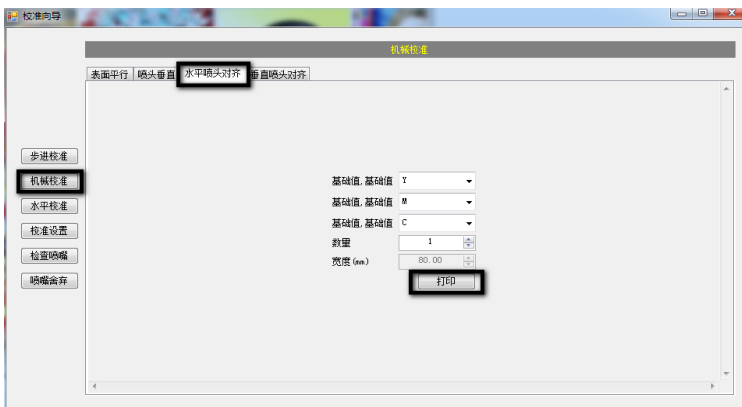 校准向导
机械校准
表面平行 喷头垂直 水平喷头对齐 垂直喷头对齐
步进校准
机械校准
水平校准
校准设置
检查喷嘴
喷嘴舍弃
基础值,基础值 Y
基础值,基础值 M
基础值,基础值 C
数量 1
宽度(mm) 80.00
打印